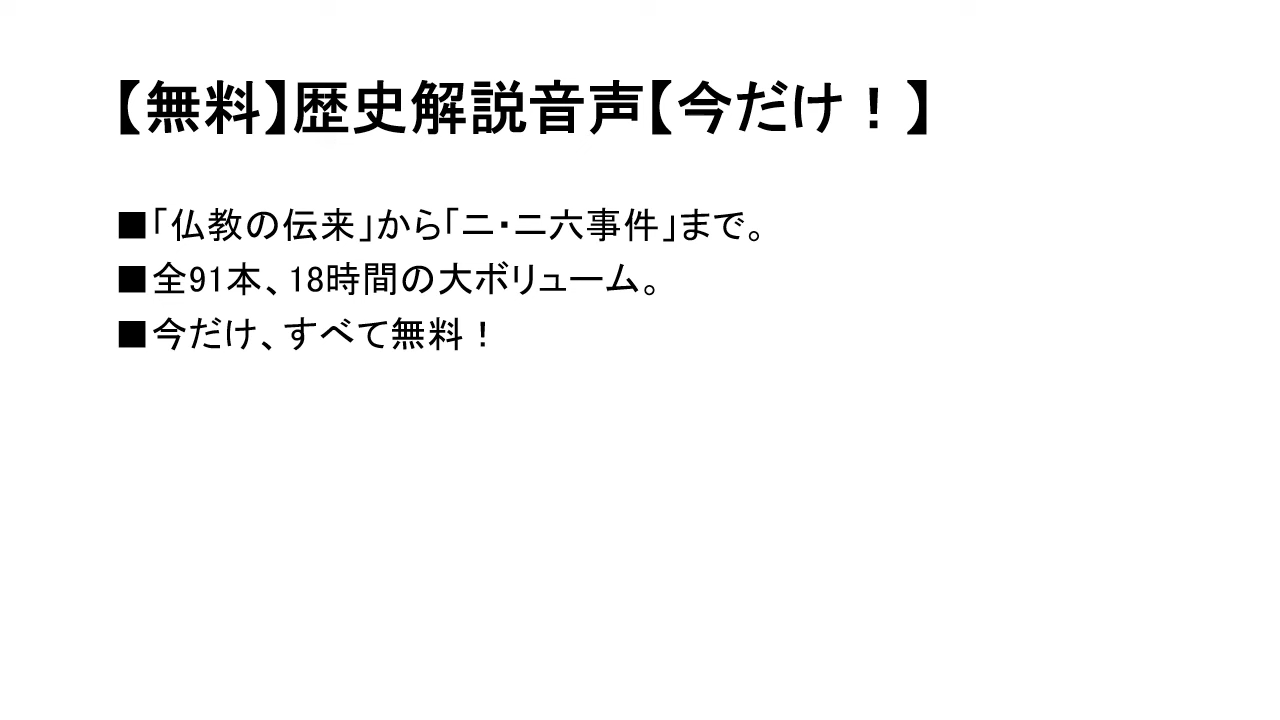 【無料】歴史解説音声【今だけ！】
■「仏教の伝来」から「二・二六事件」まで。
■全91本、18時間の大ボリューム。
■今だけ、すべて無料！